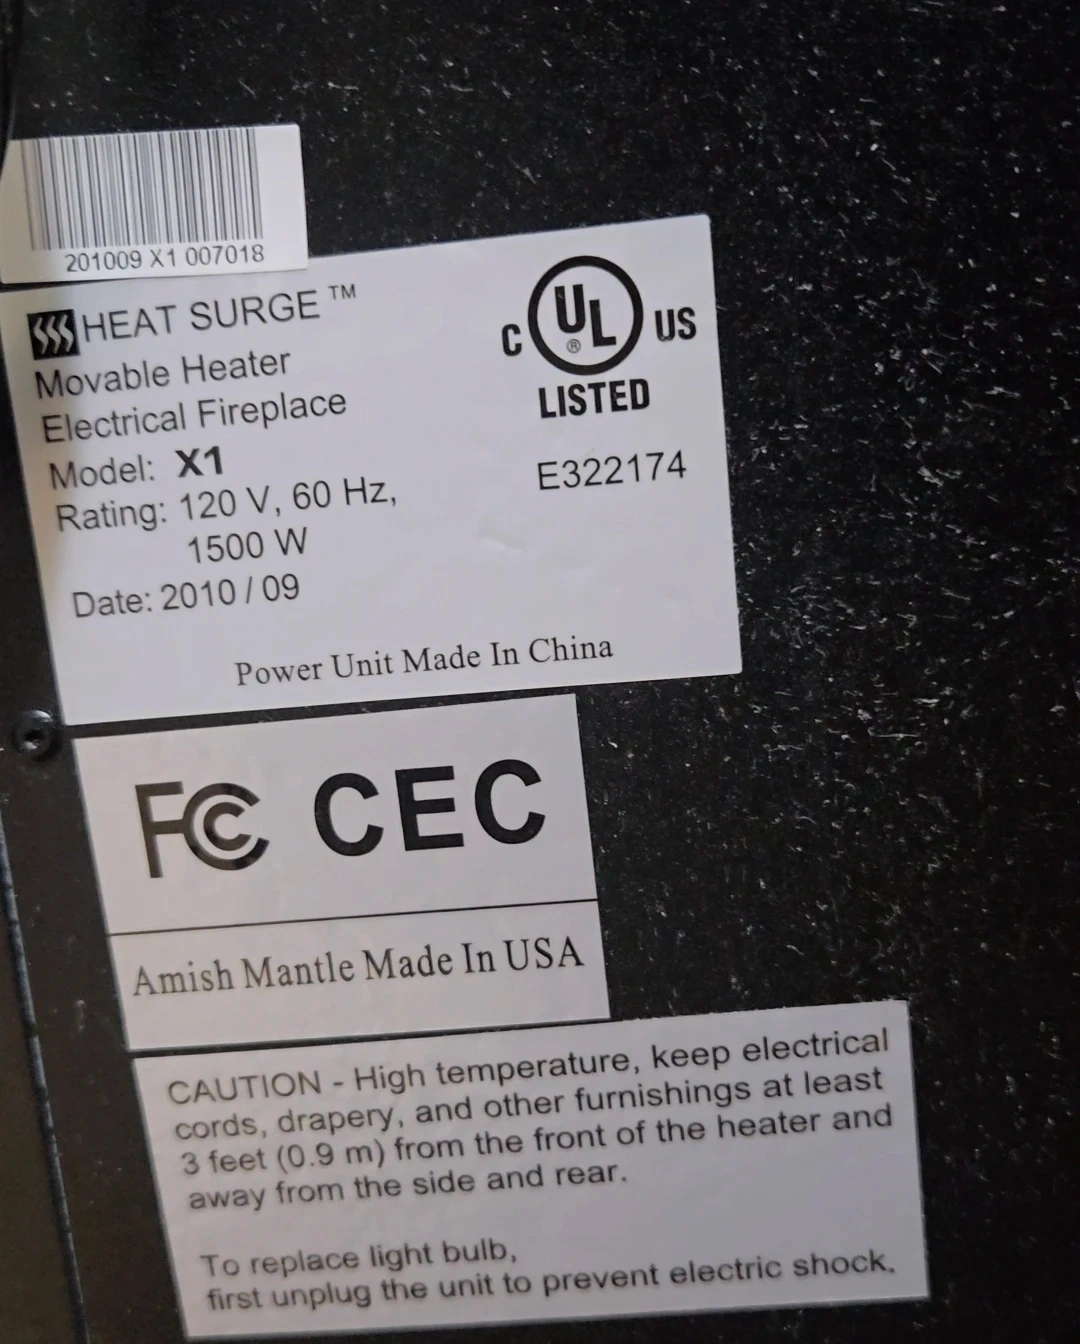 201009 X1 007018
HEAT SURGE ™
Movable Heater
Electrical Fireplace
Model: X1
Rating: 120 V, 60 Hz,
1500 W
Date: 2010 / 09
C UL ® US
LISTED
E322174
Power Unit Made In China
FC CEC
Amish Mantle Made In USA
CAUTION - High temperature, keep electrical
cords, drapery, and other furnishings at least
3 feet (0.9 m) from the front of the heater and
away from the side and rear.
To replace light bulb,
first unplug the unit to prevent electric shock.